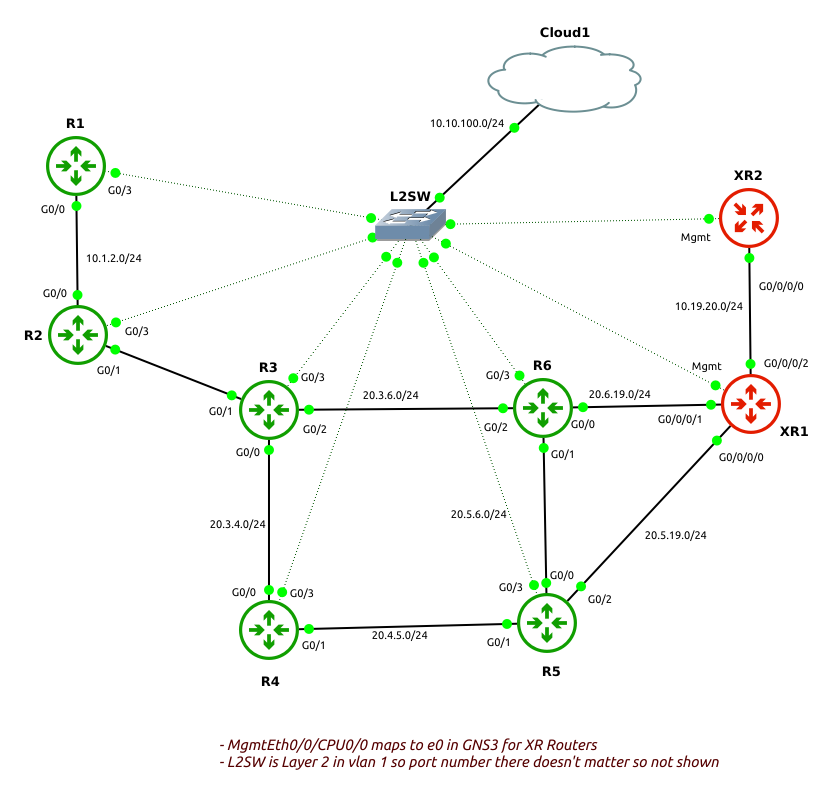 Cloud1
10.10.100.0/24
R1
G0/3
XR2
L2SW
G0/0
Mgmt
10.1.2.0/24
G0/0/0/0
G0/0
10.19.20.0/24
R2
G0/3
G0/1
G0/0/0/2
R3
R6
Mgmt
G0/3
G0/3
20.3.6.0/24
20.6.19.0/24
G0/1
G0/2
G0/2
G0/0
G0/0/0/1
XR1
G0/0
G0/1
G0/0/0/0
20.3.4.0/24
20.5.6.0/24
20.5.19.0/24
G0/0
G0/3
G0/3
G0/0
G0/2
G0/1
20.4.5.0/24
G0/1
R4
R5
- MgmtEth0/0/CPU0/0 maps to e0 in GNS3 for XR Routers
- L2SW is Layer 2 in vlan 1 so port number there doesn't matter so not shown